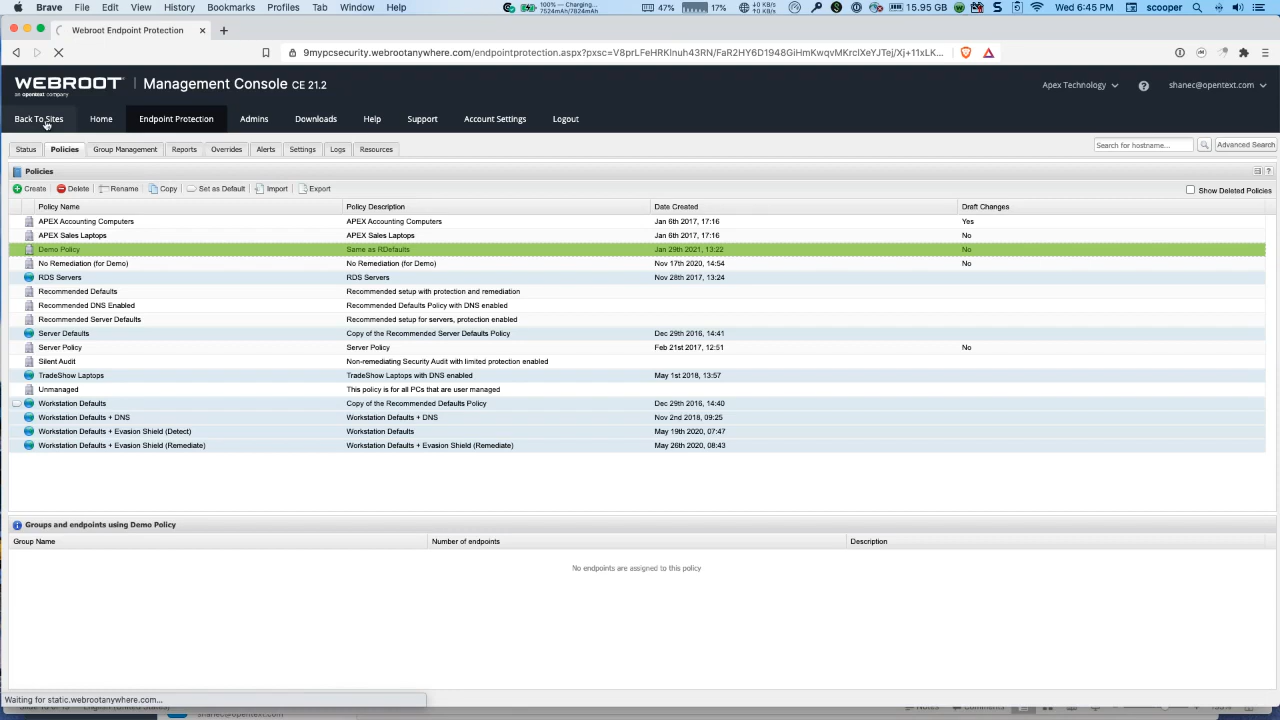 Brave File Edit View History Bookmarks Profiles Tab Window Help 100% — Charging... 7524mAh/7624mAh 47% 17% ↑0 KB/s ↓0 KB/s 15.95 GB Wed 6:45 PM scooper
Webroot Endpoint Protection
9mypcsecurity.webrootanywhere.com/endpointprotection.aspx?
WEBROOT Management Console CE 21.2 Apex Technology shanec@opentext.com
an opentext company
Back To Sites Home Endpoint Protection Admins Downloads Help Support Account Settings Logout
Status Policies Group Management Reports Overrides Alerts Settings Logs Resources Search for hostname... Advanced Search
Policies
Create Delete Rename Copy Set as Default Import Export Show Deleted Policies
Policy Name Policy Description Date Created Draft Changes
APEX Accounting Computers APEX Accounting Computers Jan 6th 2017, 17:16 Yes
APEX Sales Laptops APEX Sales Laptops Jan 6th 2017, 17:16 No
Demo Policy Same as RDefaults Jan 29th 2021, 13:22 No
No Remediation (for Demo) No Remediation (for Demo) Nov 17th 2020, 14:54 No
RDS Servers RDS Servers Nov 28th 2017, 13:24
Recommended Defaults Recommended setup with protection and remediation
Recommended DNS Enabled Recommended Defaults Policy with DNS enabled
Recommended Server Defaults Recommended setup for servers, protection enabled
Server Defaults Copy of the Recommended Server Defaults Policy Dec 29th 2016, 14:41
Server Policy Server Policy Feb 21st 2017, 12:51 No
Silent Audit Non-remediating Security Audit with limited protection enabled
TradeShow Laptops TradeShow Laptops with DNS enabled May 1st 2018, 13:57
Unmanaged This policy is for all PCs that are user managed
Workstation Defaults Copy of the Recommended Defaults Policy Dec 29th 2016, 14:40
Workstation Defaults + DNS Workstation Defaults + DNS Nov 2nd 2018, 09:25
Workstation Defaults + Evasion Shield (Detect) Workstation Defaults May 19th 2020, 07:47
Workstation Defaults + Evasion Shield (Remediate) Workstation Defaults + Evasion Shield (Remediate) May 26th 2020, 08:43
Groups and endpoints using Demo Policy
Group Name Number of endpoints Description
No endpoints are assigned to this policy
Waiting for static.webrootanywhere.com...
shanec@opentext.com